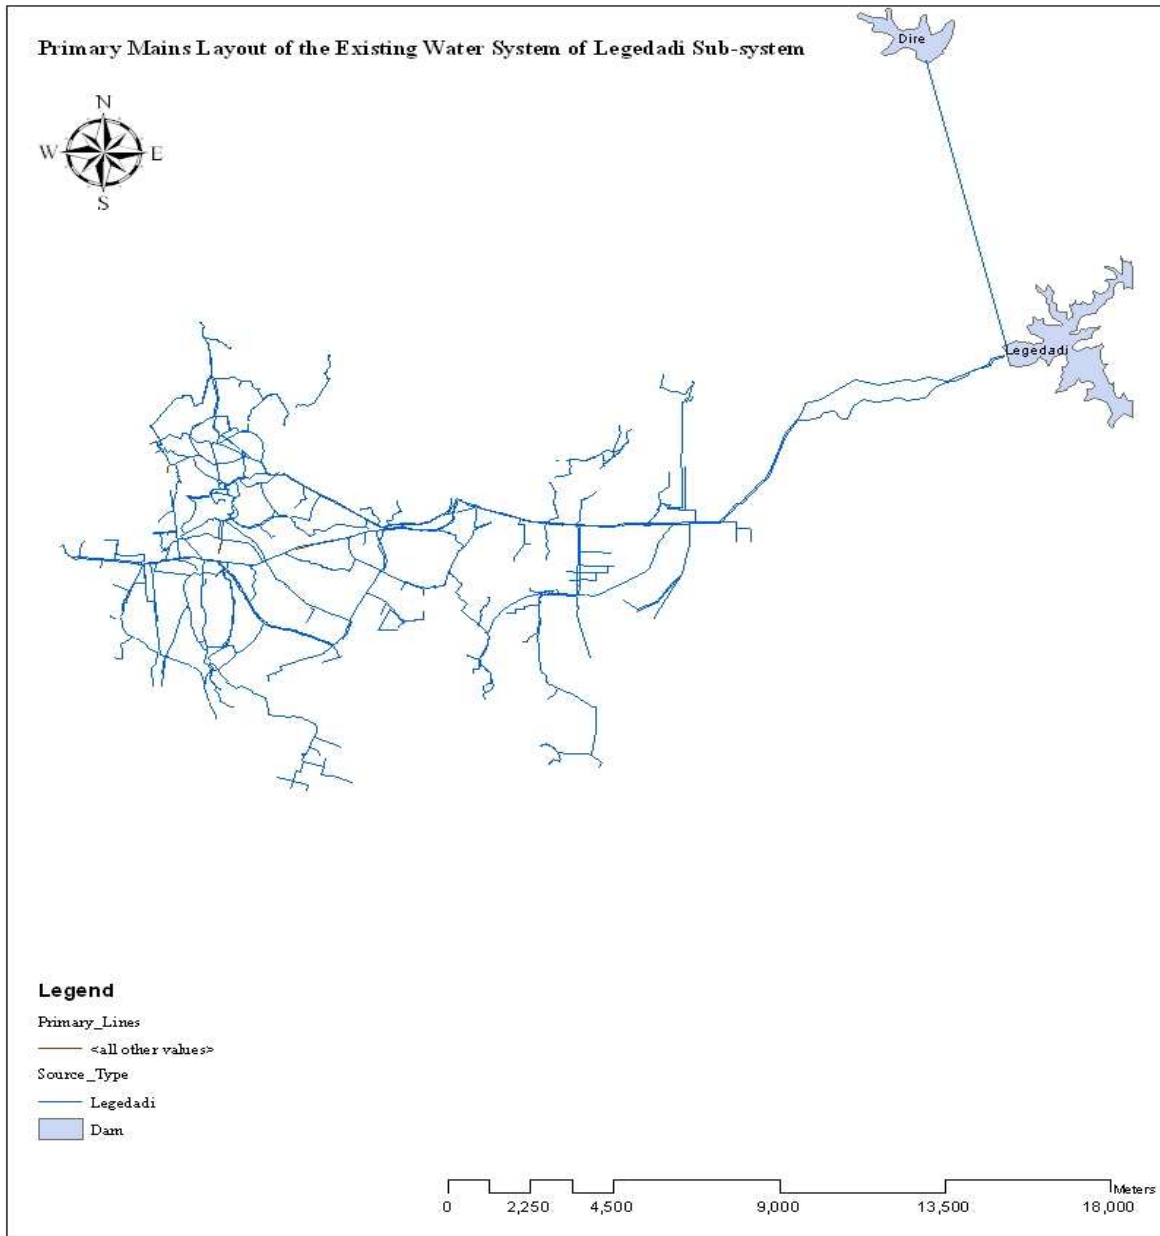 Primary Mains Layout of the Existing Water System of Legedadi Sub-system
Dire
N
W E
S
Legedadi
Legend
Primary_Lines
<all other values>
Source_Type
Legedadi
Dam
Meters
0 2,250 4,500 9,000 13,500 18,000